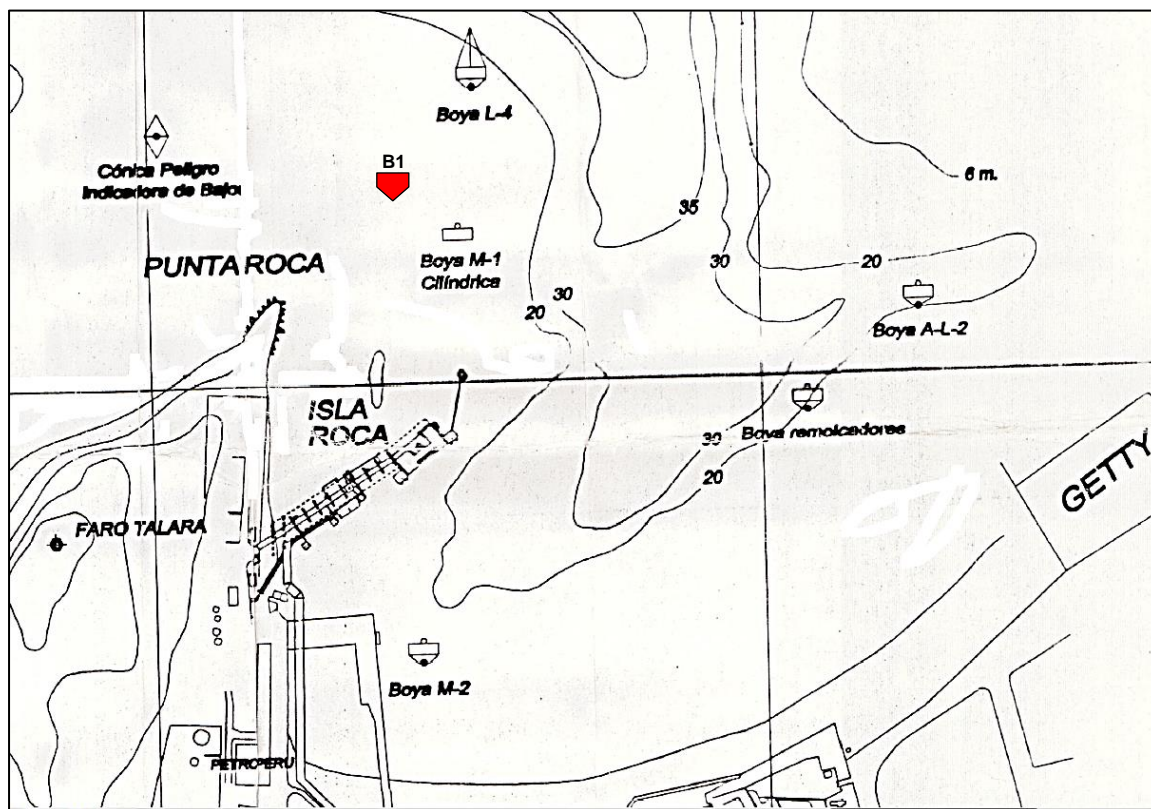 Boya L-4
Cónica Peligro
Indicadora de Bajos
B1
6 m.
35
PUNTA ROCA
Boya M-1
Cilíndrica
30
20
30
20
Boya A-L-2
ISLA
ROCA
Boya remolcadores
30
20
GETTY
FARO TALARA
Boya M-2
PETROPERU